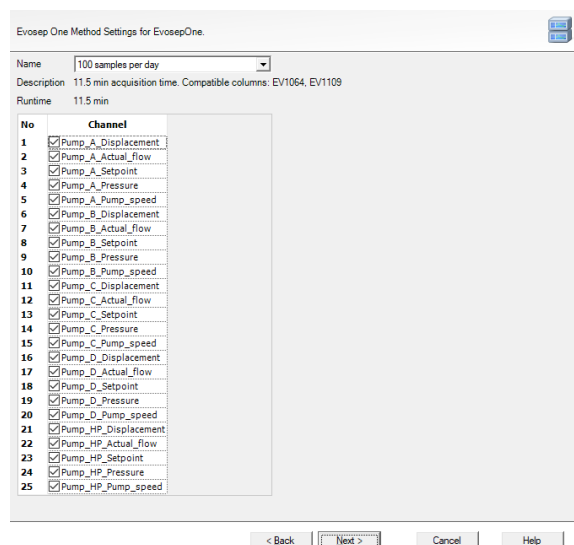 Evosep One Method Settings for EvosepOne.
Name 100 samples per day
Description 11.5 min acquisition time. Compatible columns: EV1064, EV1109
Runtime 11.5 min
No Channel
1 Pump_A_Displacement
2 Pump_A_Actual_flow
3 Pump_A_Setpoint
4 Pump_A_Pressure
5 Pump_A_Pump_speed
6 Pump_B_Displacement
7 Pump_B_Actual_flow
8 Pump_B_Setpoint
9 Pump_B_Pressure
10 Pump_B_Pump_speed
11 Pump_C_Displacement
12 Pump_C_Actual_flow
13 Pump_C_Setpoint
14 Pump_C_Pressure
15 Pump_C_Pump_speed
16 Pump_D_Displacement
17 Pump_D_Actual_flow
18 Pump_D_Setpoint
19 Pump_D_Pressure
20 Pump_D_Pump_speed
21 Pump_HP_Displacement
22 Pump_HP_Actual_flow
23 Pump_HP_Setpoint
24 Pump_HP_Pressure
25 Pump_HP_Pump_speed
< Back Next > Cancel Help